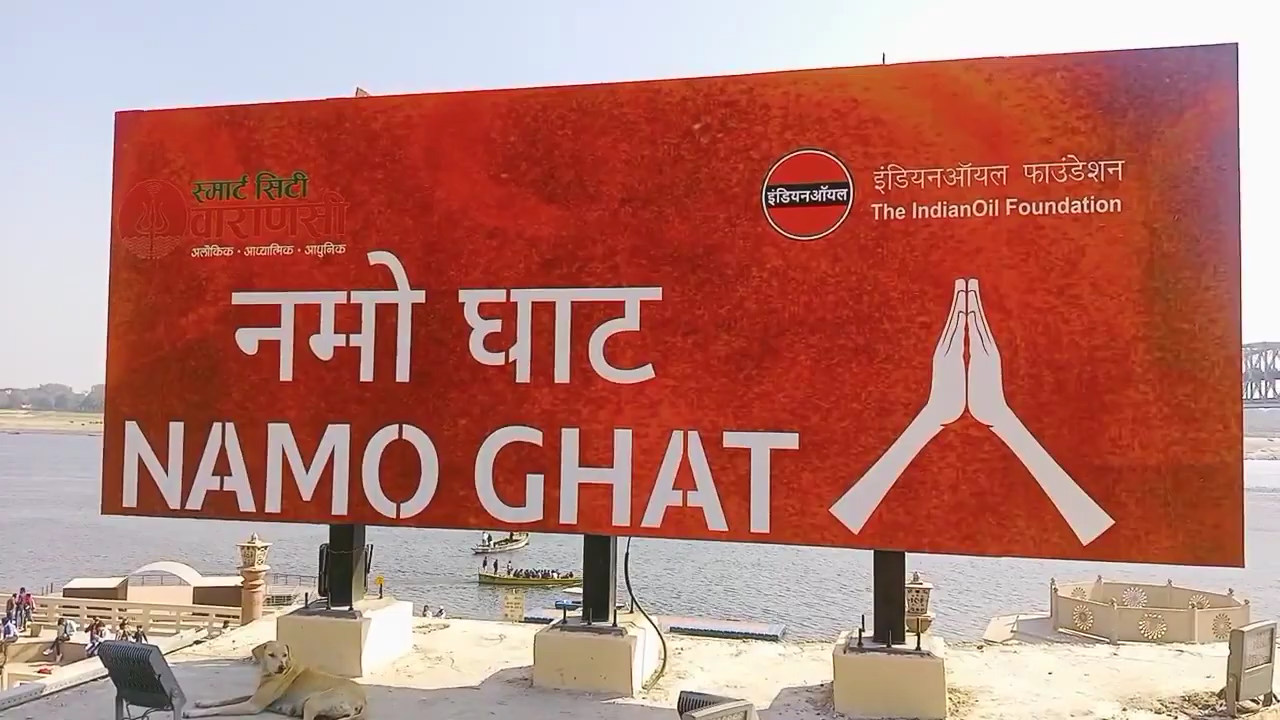 स्मार्ट सिटी
वाराणसी
अलौकिक · आध्यात्मिक · आधुनिक
इंडियनऑयल
इंडियनऑयल फाउंडेशन
The IndianOil Foundation
नमो घाट
NAMO GHAT